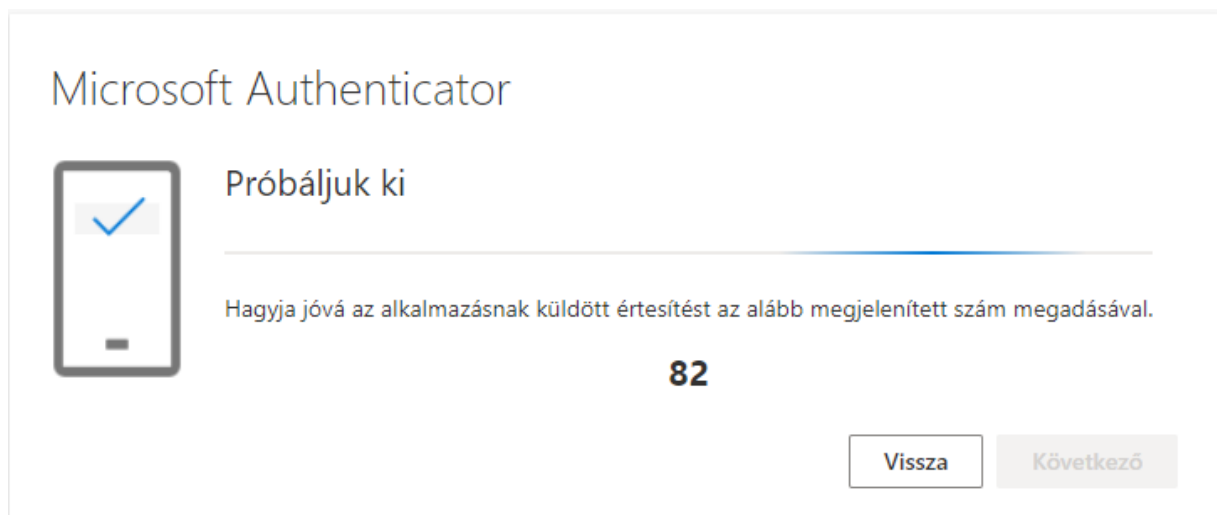 Microsoft Authenticator
Próbáljuk ki
Hagyja jóvá az alkalmazásnak küldött értesítést az alább megjelenített szám megadásával.
82
Vissza
Következő